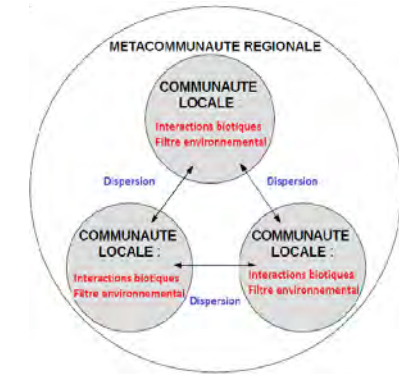 METACOMMUNAUTE REGIONALE
COMMUNAUTE
LOCALE
Interactions biotiques
Filtre environnemental
Dispersion
Dispersion
COMMUNAUTE
LOCALE :
Interactions biotiques
Filtre environnemental
COMMUNAUTE
LOCALE :
Interactions biotiques
Filtre environnemental
Dispersion